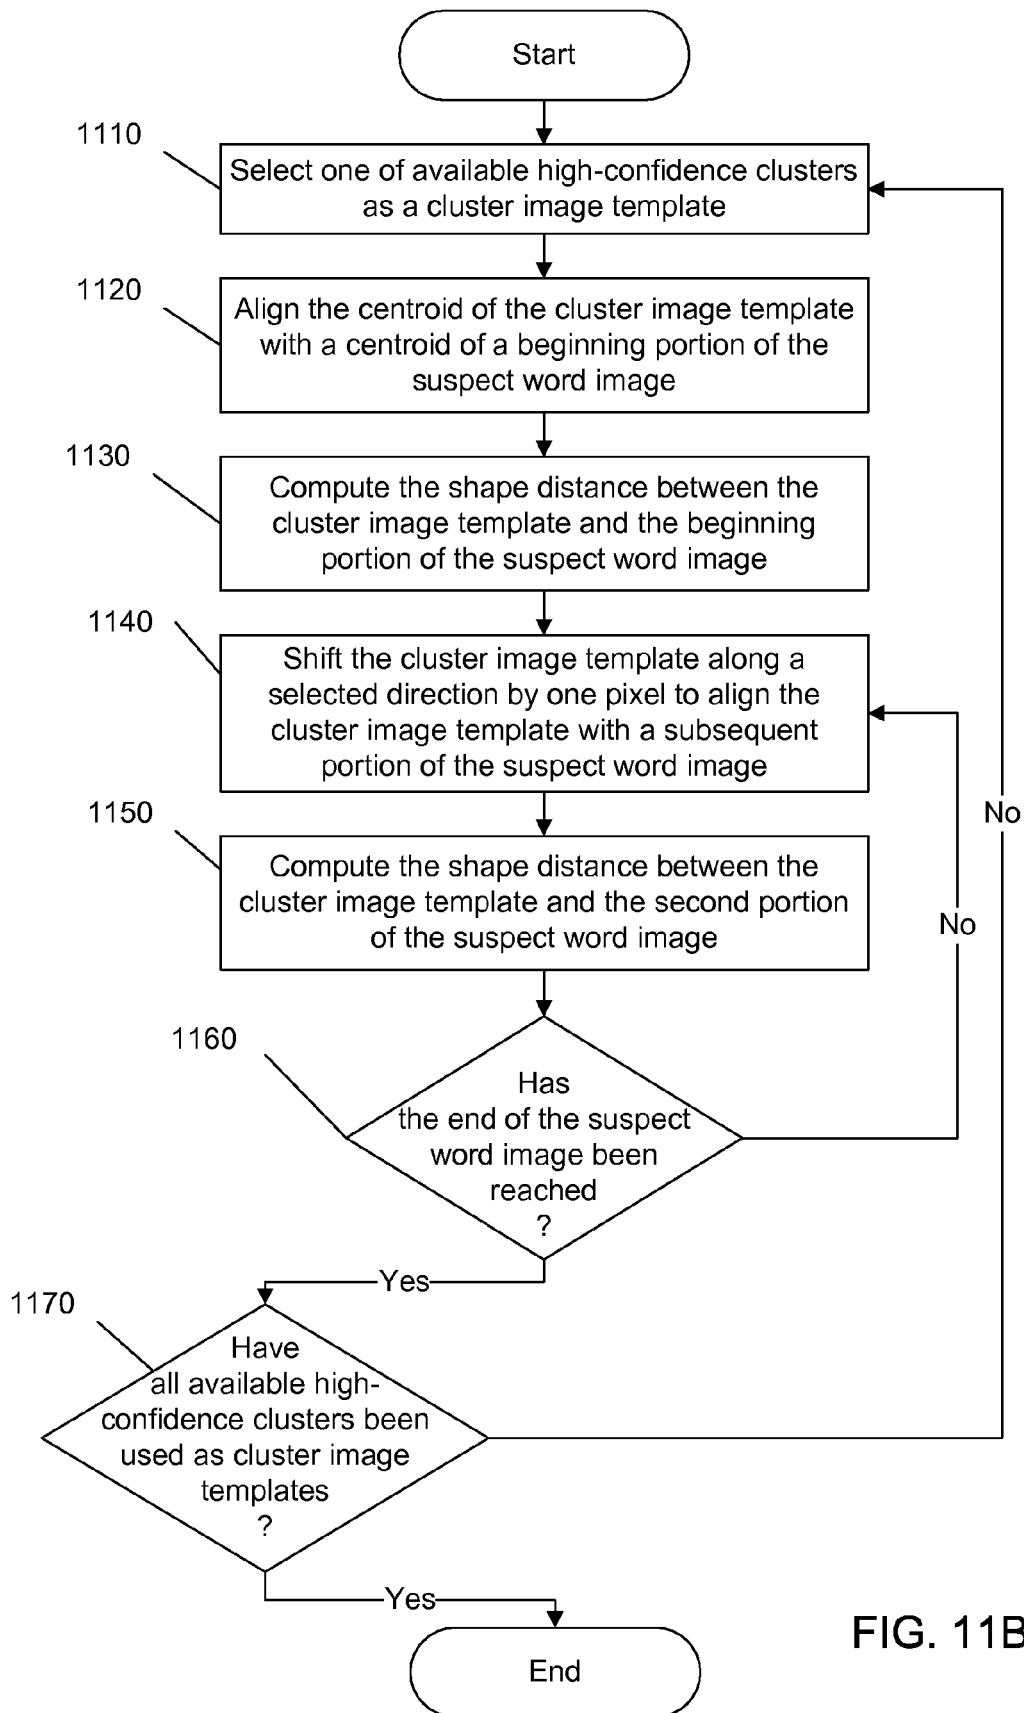 Start
1110
Select one of available high-confidence clusters
as a cluster image template
1120
Align the centroid of the cluster image template
with a centroid of a beginning portion of the
suspect word image
1130
Compute the shape distance between the
cluster image template and the beginning
portion of the suspect word image
1140
Shift the cluster image template along a
selected direction by one pixel to align the
cluster image template with a subsequent
portion of the suspect word image
1150
Compute the shape distance between the
cluster image template and the second portion
of the suspect word image
No
No
1160
Has
the end of the suspect
word image been
reached
?
Yes
1170
Have
all available high-
confidence clusters been
used as cluster image
templates
?
Yes
End
FIG. 11B